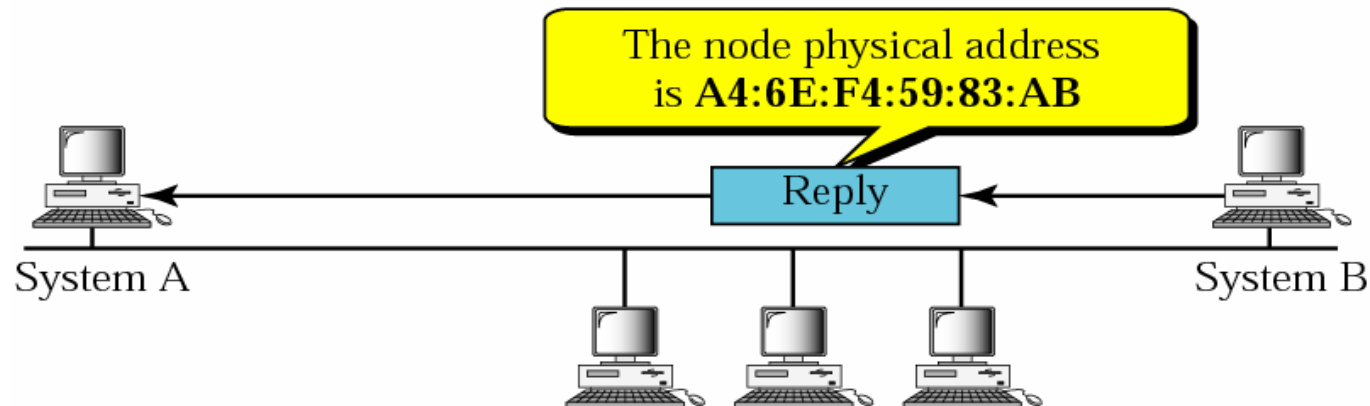 The node physical address
is A4:6E:F4:59:83:AB
Reply
System A
System B